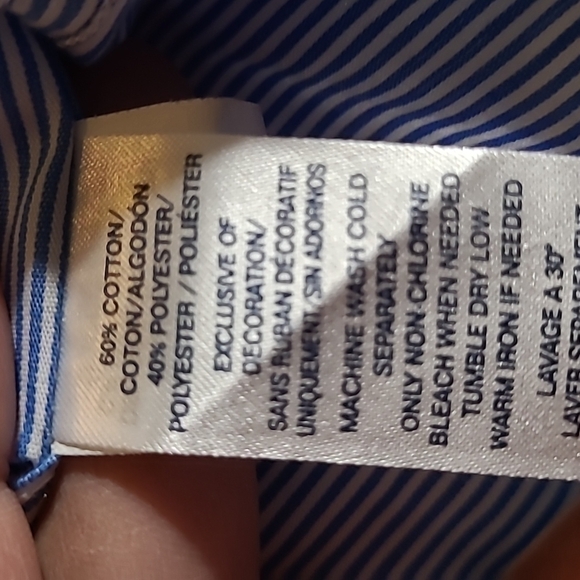 60% COTTON/
COTON/ALGODÓN
40% POLYESTER/
POLYESTER / POLIÉSTER
EXCLUSIVE OF
DECORATION/
SANS RUBAN DÉCORATIF
UNIQUEMENT/SIN ADORNOS
MACHINE WASH COLD
SEPARATELY
ONLY NON-CHLORINE
BLEACH WHEN NEEDED
TUMBLE DRY LOW
WARM IRON IF NEEDED
LAVAGE A 30°
LAVER